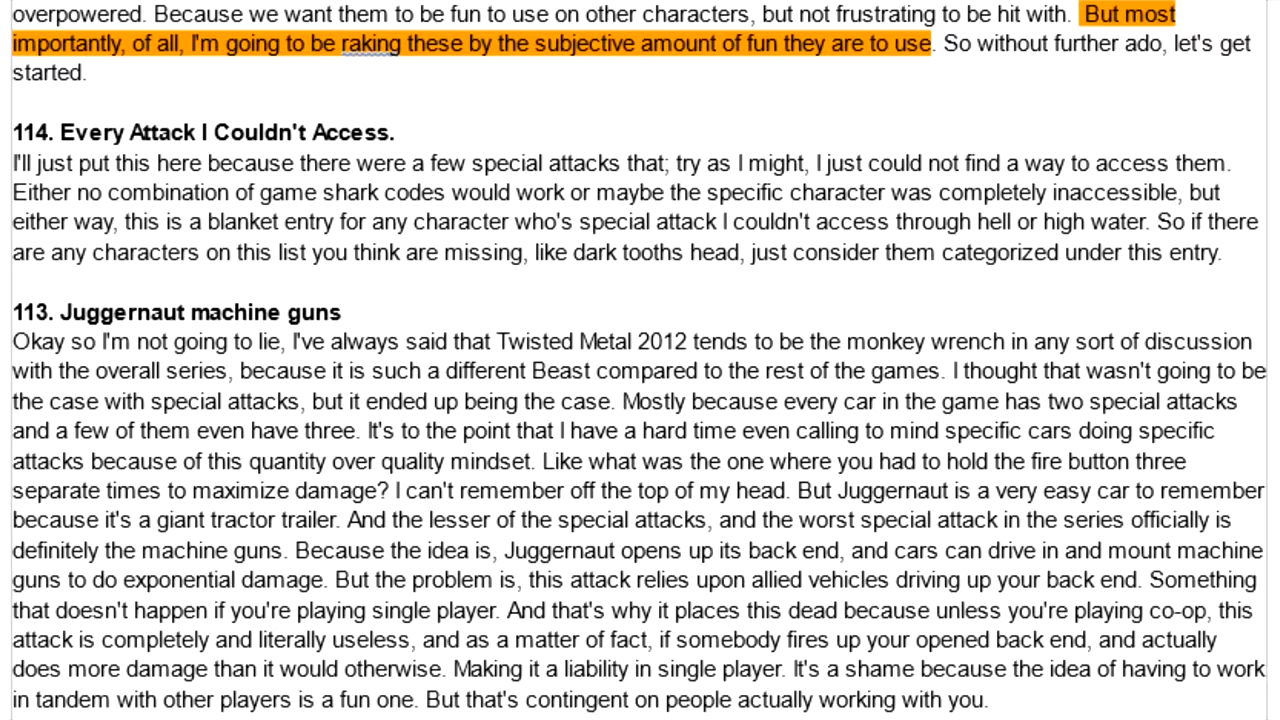 overpowered. Because we want them to be fun to use on other characters, but not frustrating to be hit with. But most
importantly, of all, I'm going to be raking these by the subjective amount of fun they are to use. So without further ado, let's get
started.
114. Every Attack I Couldn't Access.
I'll just put this here because there were a few special attacks that; try as I might, I just could not find a way to access them.
Either no combination of game shark codes would work or maybe the specific character was completely inaccessible, but
either way, this is a blanket entry for any character who's special attack I couldn't access through hell or high water. So if there
are any characters on this list you think are missing, like dark tooths head, just consider them categorized under this entry.
113. Juggernaut machine guns
Okay so I'm not going to lie, I've always said that Twisted Metal 2012 tends to be the monkey wrench in any sort of discussion
with the overall series, because it is such a different Beast compared to the rest of the games. I thought that wasn't going to be
the case with special attacks, but it ended up being the case. Mostly because every car in the game has two special attacks
and a few of them even have three. It's to the point that I have a hard time even calling to mind specific cars doing specific
attacks because of this quantity over quality mindset. Like what was the one where you had to hold the fire button three
separate times to maximize damage? I can't remember off the top of my head. But Juggernaut is a very easy car to remember
because it's a giant tractor trailer. And the lesser of the special attacks, and the worst special attack in the series officially is
definitely the machine guns. Because the idea is, Juggernaut opens up its back end, and cars can drive in and mount machine
guns to do exponential damage. But the problem is, this attack relies upon allied vehicles driving up your back end. Something
that doesn't happen if you're playing single player. And that's why it places this dead because unless you're playing co-op, this
attack is completely and literally useless, and as a matter of fact, if somebody fires up your opened back end, and actually
does more damage than it would otherwise. Making it a liability in single player. It's a shame because the idea of having to work
in tandem with other players is a fun one. But that's contingent on people actually working with you.